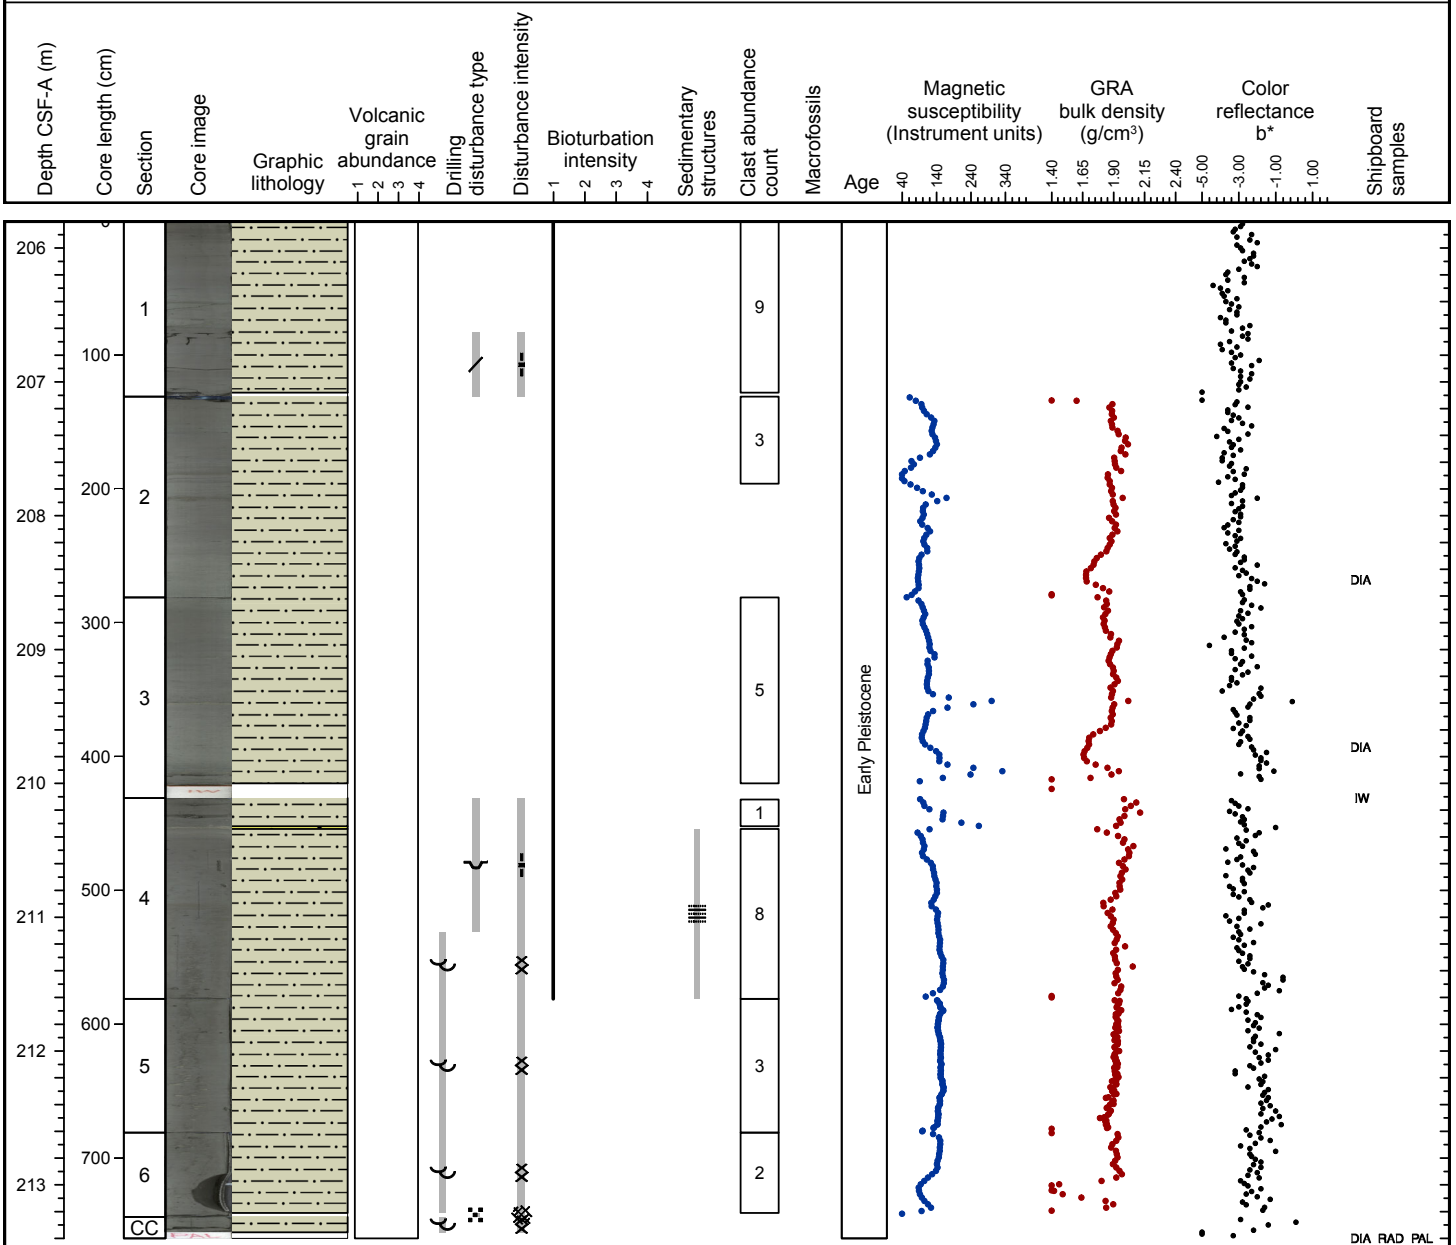 Depth CSF-A (m)
Core length (cm)
Section
Core image
Graphic
lithology
Volcanic
grain
abundance
1 2 3 4
Drilling
disturbance type
Disturbance intensity
Bioturbation
intensity
1 2 3 4
Sedimentary
structures
Clast abundance
count
Macrofossils
Age
Magnetic
susceptibility
(Instrument units)
40 140 240 340
GRA
bulk density
(g/cm³)
1.40 1.65 1.90 2.15 2.40
Color
reflectance
b*
-5.00 -3.00 -1.00 1.00
Shipboard
samples
206
1
9
100
207
3
200
2
208
DIA
300
209
Early Pleistocene
3
5
DIA
400
210
IW
1
500
4
211
8
600
212
5
3
700
6
2
213
CC
DIA RAD PAL